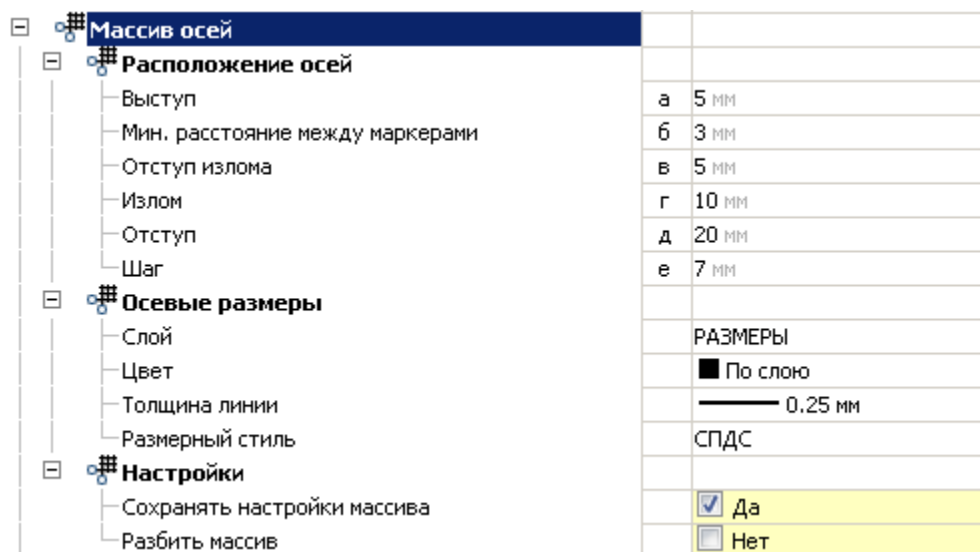 Массив осей
Расположение осей
Выступ а 5 мм
Мин. расстояние между маркерами б 3 мм
Отступ излома в 5 мм
Излом г 10 мм
Отступ д 20 мм
Шаг е 7 мм
Осевые размеры
Слой РАЗМЕРЫ
Цвет По слою
Толщина линии 0.25 мм
Размерный стиль СПДС
Настройки
Сохранять настройки массива Да
Разбить массив Нет